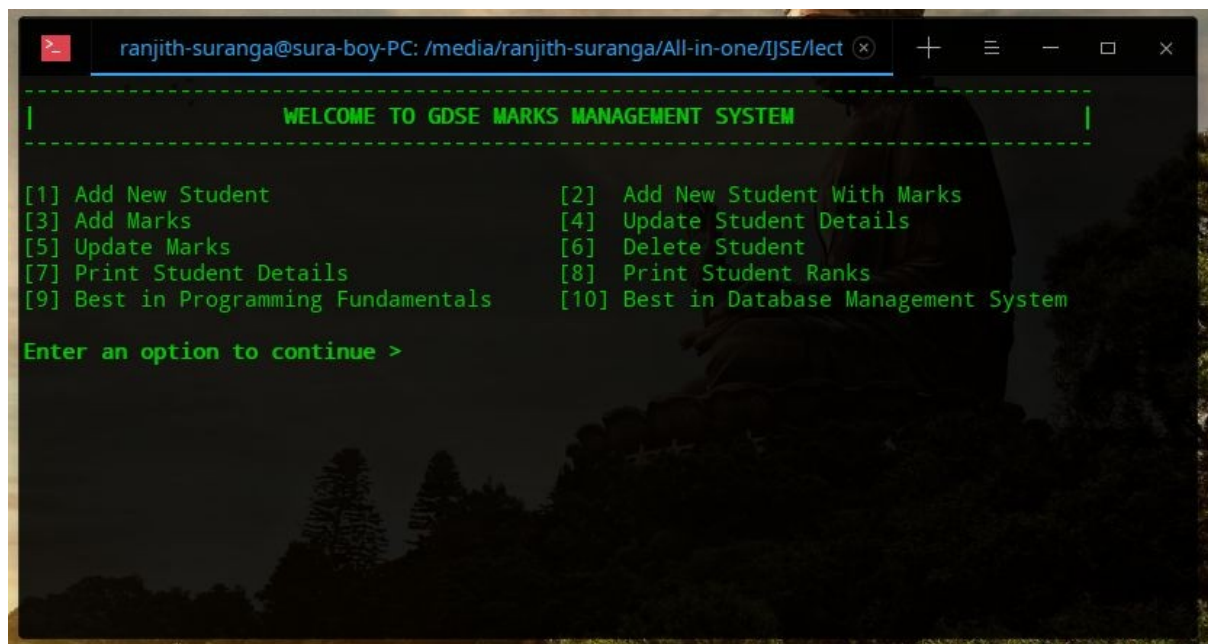 ranjith-suranga@sura-boy-PC: /media/ranjith-suranga/All-in-one/IJSE/lect
| WELCOME TO GDSE MARKS MANAGEMENT SYSTEM |
[1] Add New Student [2] Add New Student With Marks
[3] Add Marks [4] Update Student Details
[5] Update Marks [6] Delete Student
[7] Print Student Details [8] Print Student Ranks
[9] Best in Programming Fundamentals [10] Best in Database Management System
Enter an option to continue >